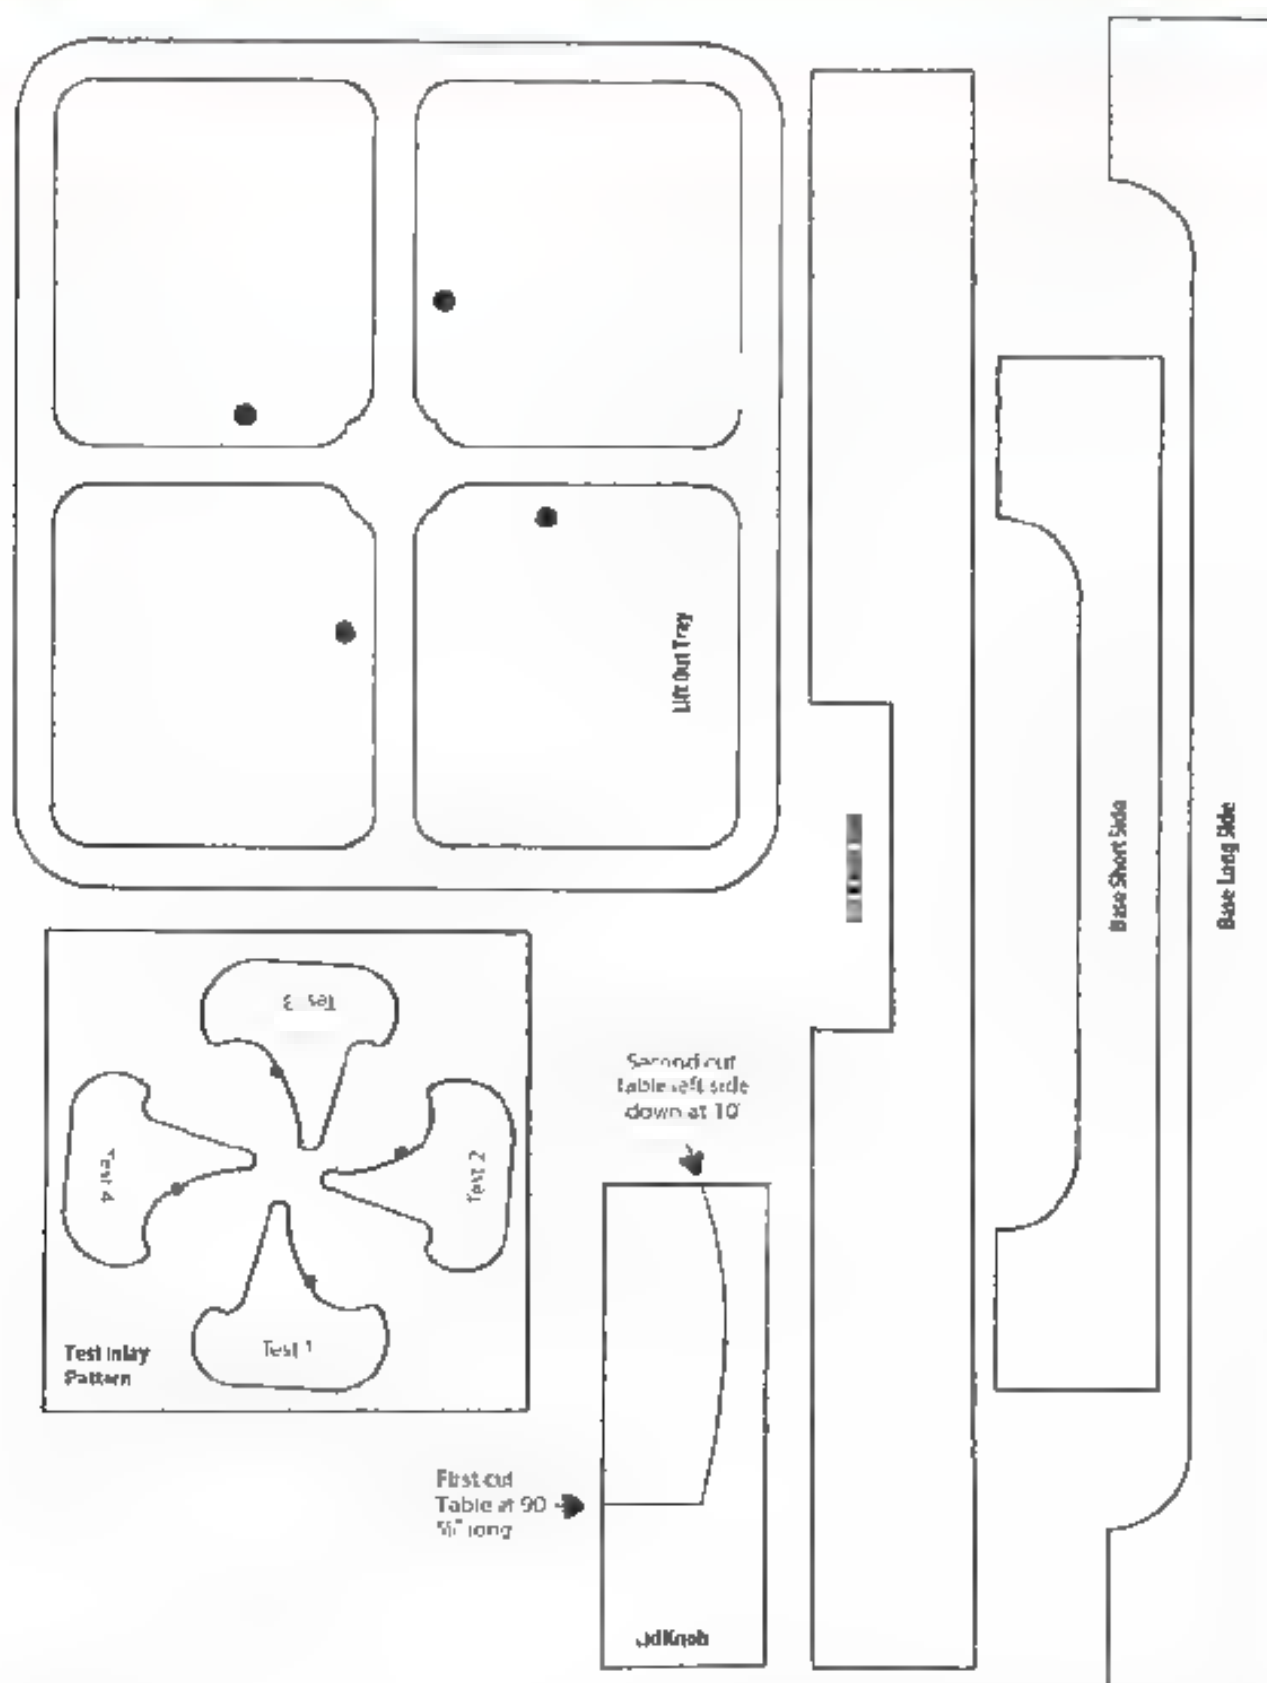 Lift Out Tray
Base Short Side
Base Long Side
Test 3
Test 4
Test 2
Test 1
Test Inlay
Pattern
Second cut
table left side
down at 10°
First cut
Table at 90
long
Lid Knob